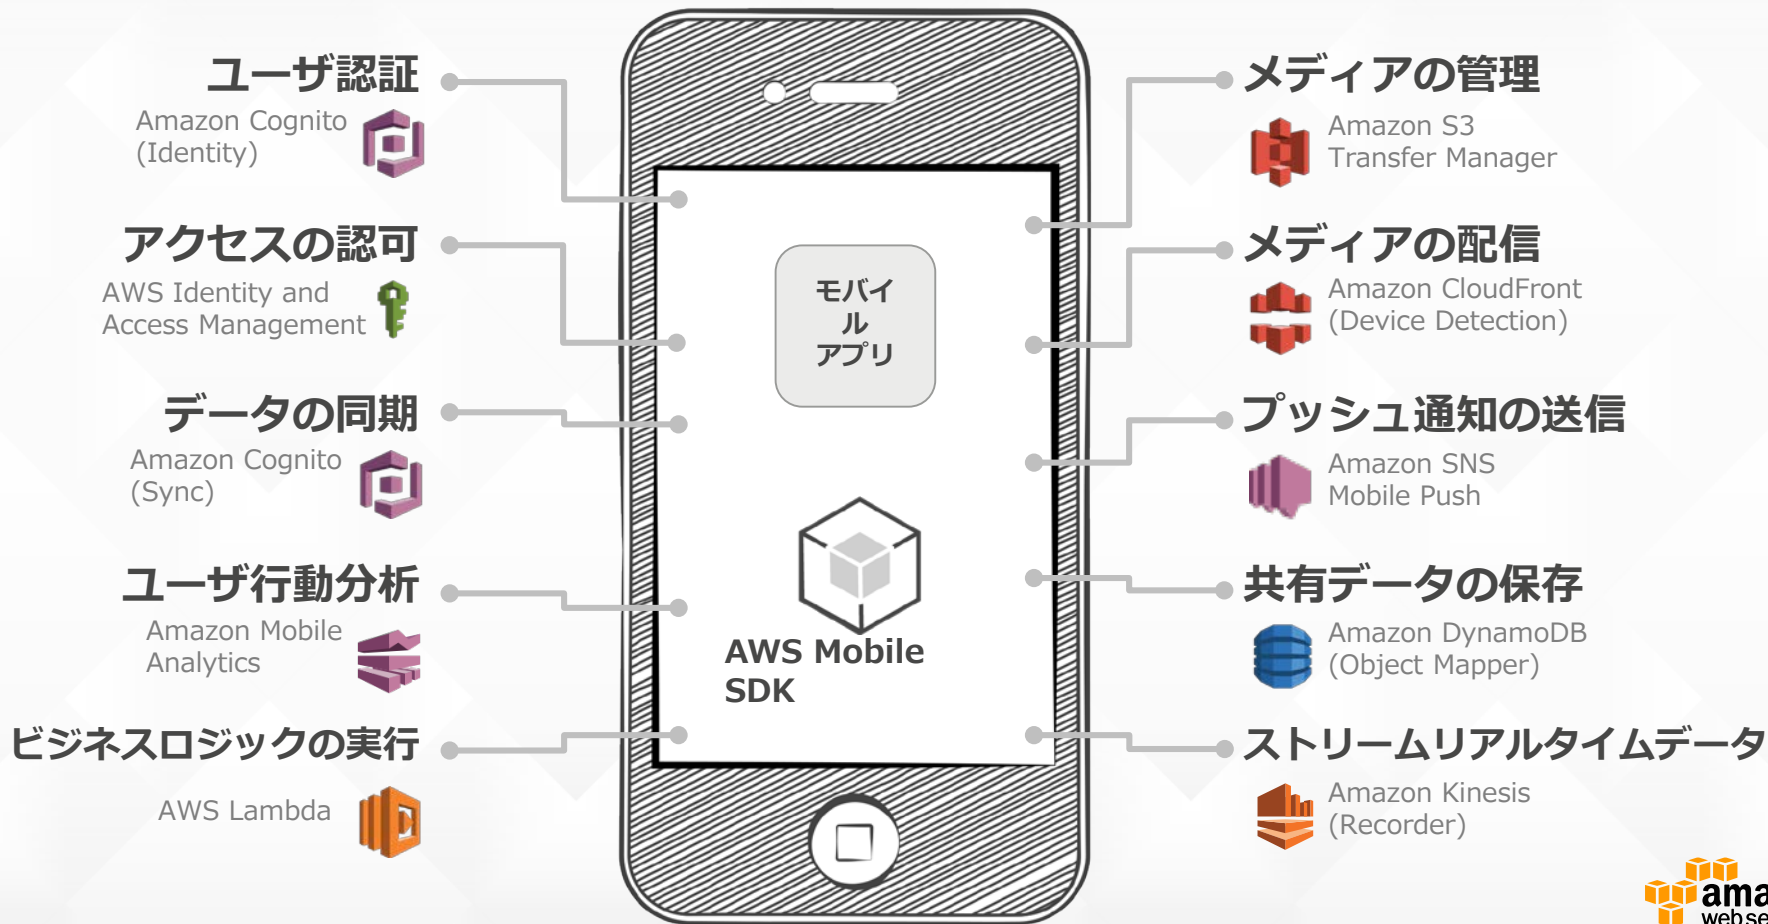 ユーザ認証
Amazon Cognito
(Identity)
アクセスの認可
AWS Identity and
Access Management
データの同期
Amazon Cognito
(Sync)
ユーザ行動分析
Amazon Mobile
Analytics
ビジネスロジックの実行
AWS Lambda
モバイ
ル
アプリ
AWS Mobile
SDK
メディアの管理
Amazon S3
Transfer Manager
メディアの配信
Amazon CloudFront
(Device Detection)
プッシュ通知の送信
Amazon SNS
Mobile Push
共有データの保存
Amazon DynamoDB
(Object Mapper)
ストリームリアルタイムデータ
Amazon Kinesis
(Recorder)
ama
web se